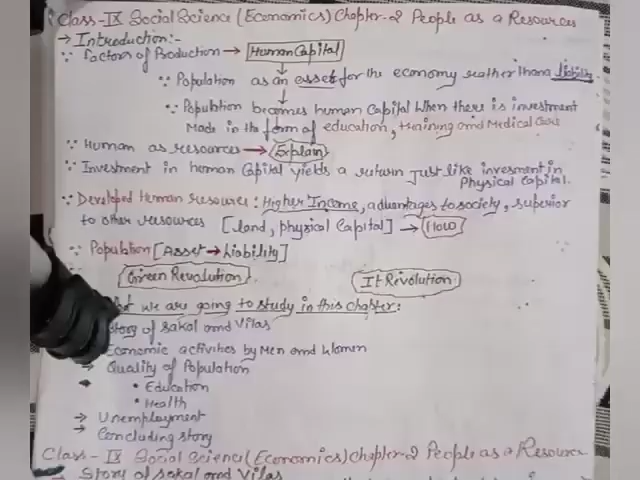 Class-IX Social Science (Economics) Chapter-2 People as a Resources
→ Introduction:-
∵ Factors of Production → Human Capital
∵ Population as an asset for the economy rather than a liability
∵ Population becomes human Capital when there is investment
Made in the form of education, training and Medical Care
∵ Human as resources → Explain
∵ Investment in human Capital yields a return just like invesment in
Physical Capital.
∵ Developed Human resources: Higher Income, advantages to society, superior
to other resources [land, physical Capital] → How
∵ Population [Asset → Liability]
Green Revolution It Revolution
we are going to study in this chapter:
Story of Sakal and Vilas
Economic activities by Men and Women
→ Quality of Population
• Education
• Health
→ Unemployment
→ Concluding story
Class-IX Social Science (Economics) Chapter-2 People as a Resource
→ Story of Sakal and Vilas